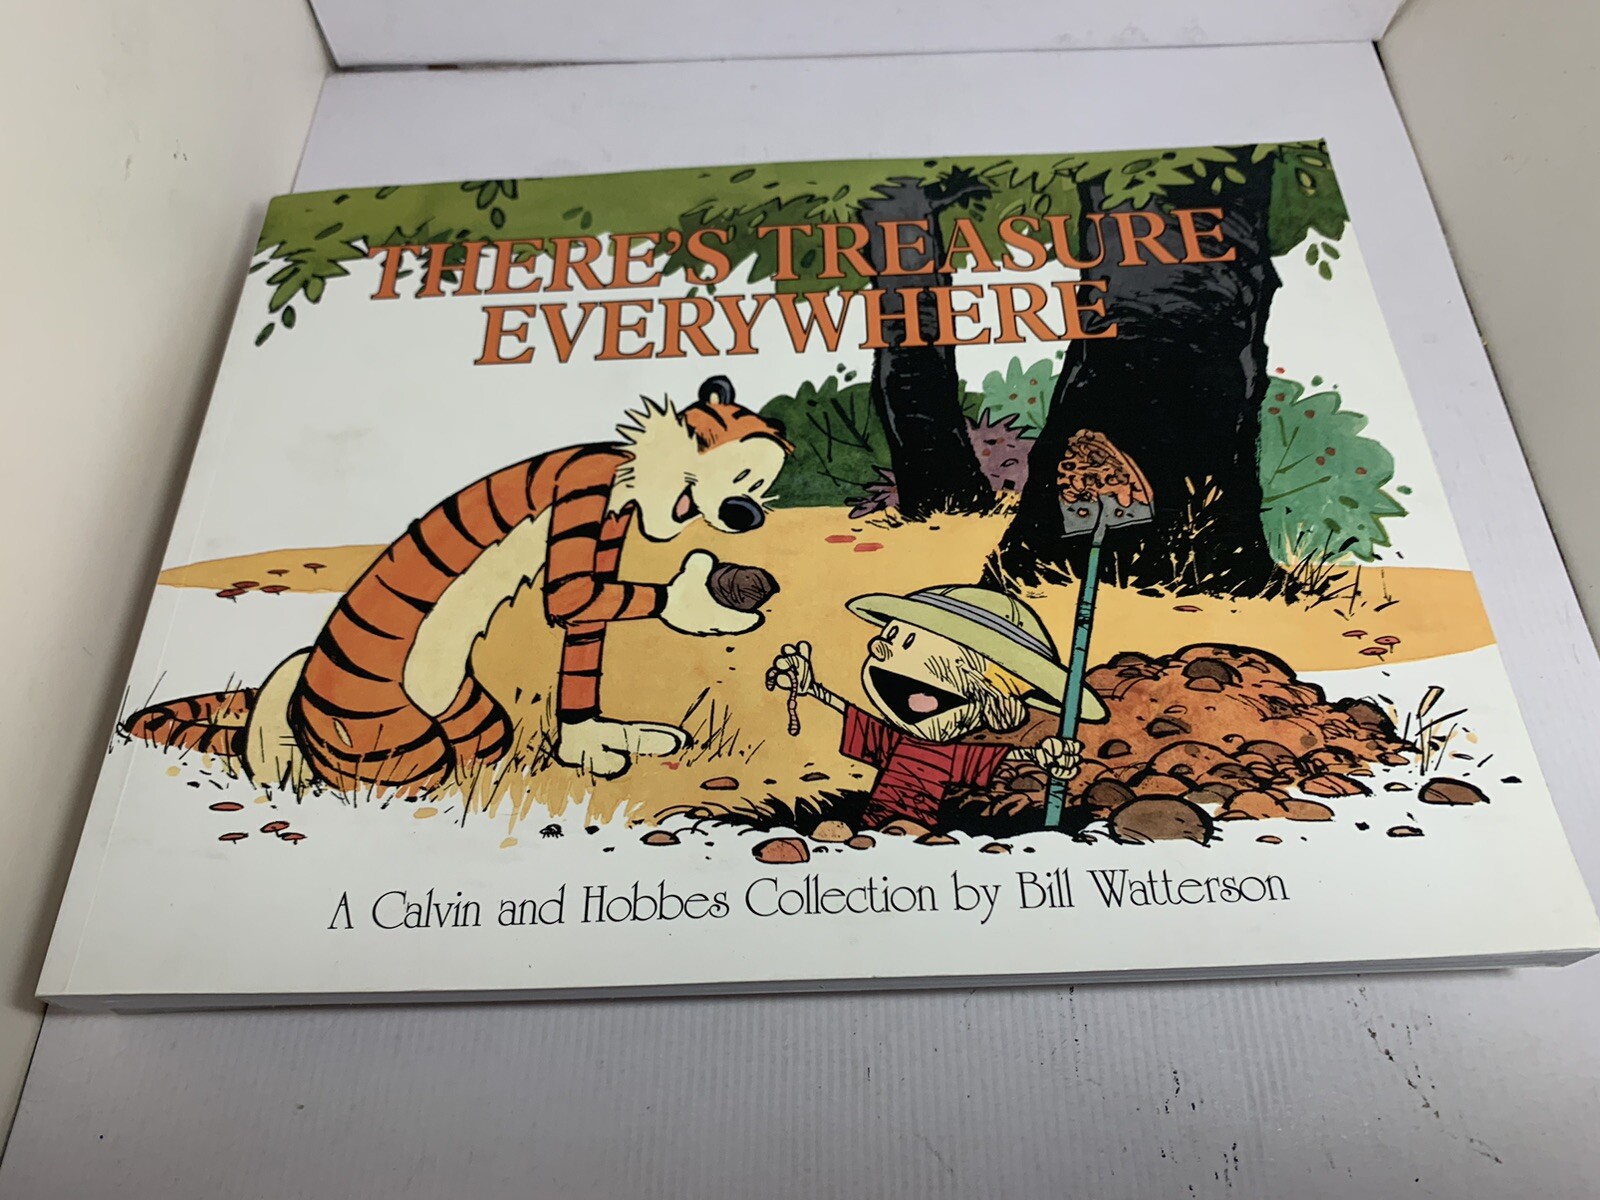 THERE'S TREASURE
EVERYWHERE
A Calvin and Hobbes Collection by Bill Watterson